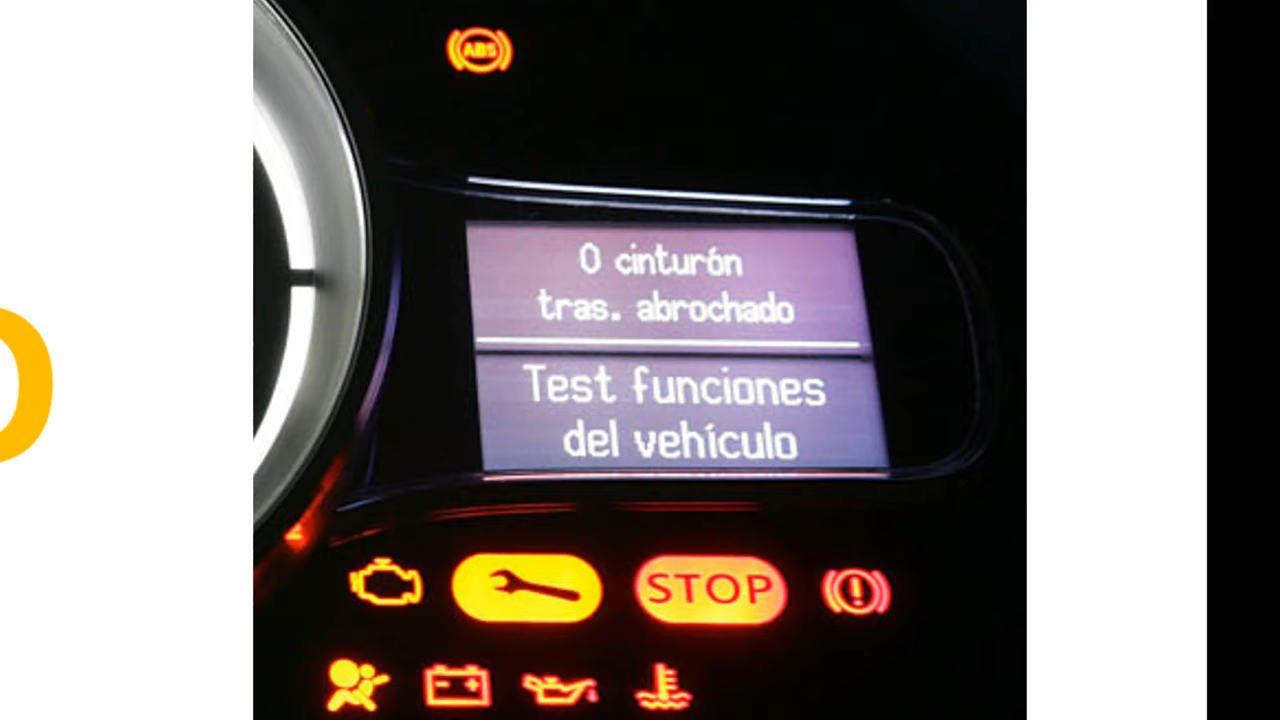 ABS
0 cinturón
tras. abrochado
Test funciones
del vehículo
STOP